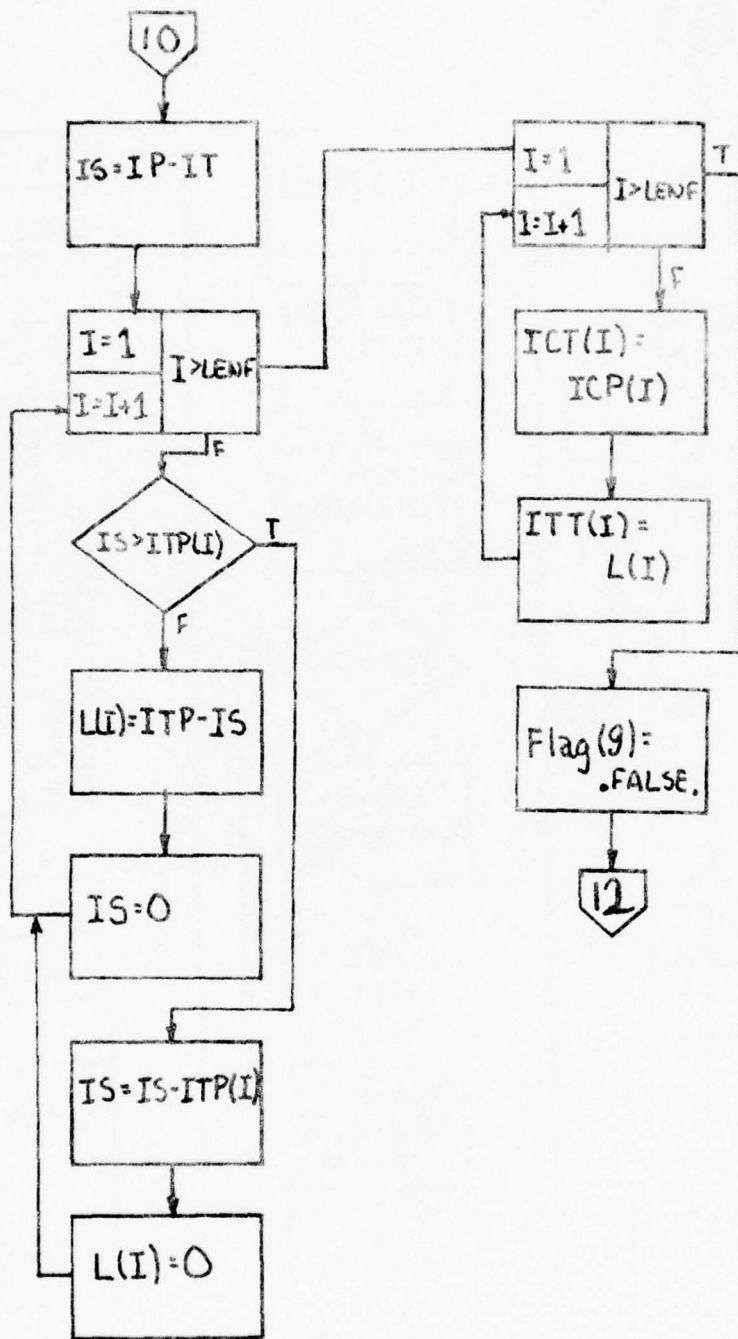 10
IS=IP-IT
I=1
I>LENF
I=I+1
F
IS>ITP(I)
T
F
L(I)=ITP-IS
IS=0
IS=IS-ITP(I)
L(I)=0
I=1
I>LENF
T
I=I+1
F
ICT(I)=
ICP(I)
ITT(I)=
L(I)
Flag(9)=
.FALSE.
12